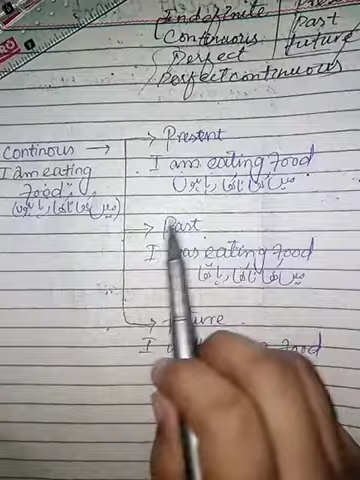 Indefinite
Continuous
Perfect
Perfect continuous
Past
future
continous
I am eating
Food
میں کھانا کھا رہا ہوں
Present
I am eating Food
میں کھانا کھا رہا ہوں
Past
I was eating Food
میں کھانا کھا رہا تھا
I
Food